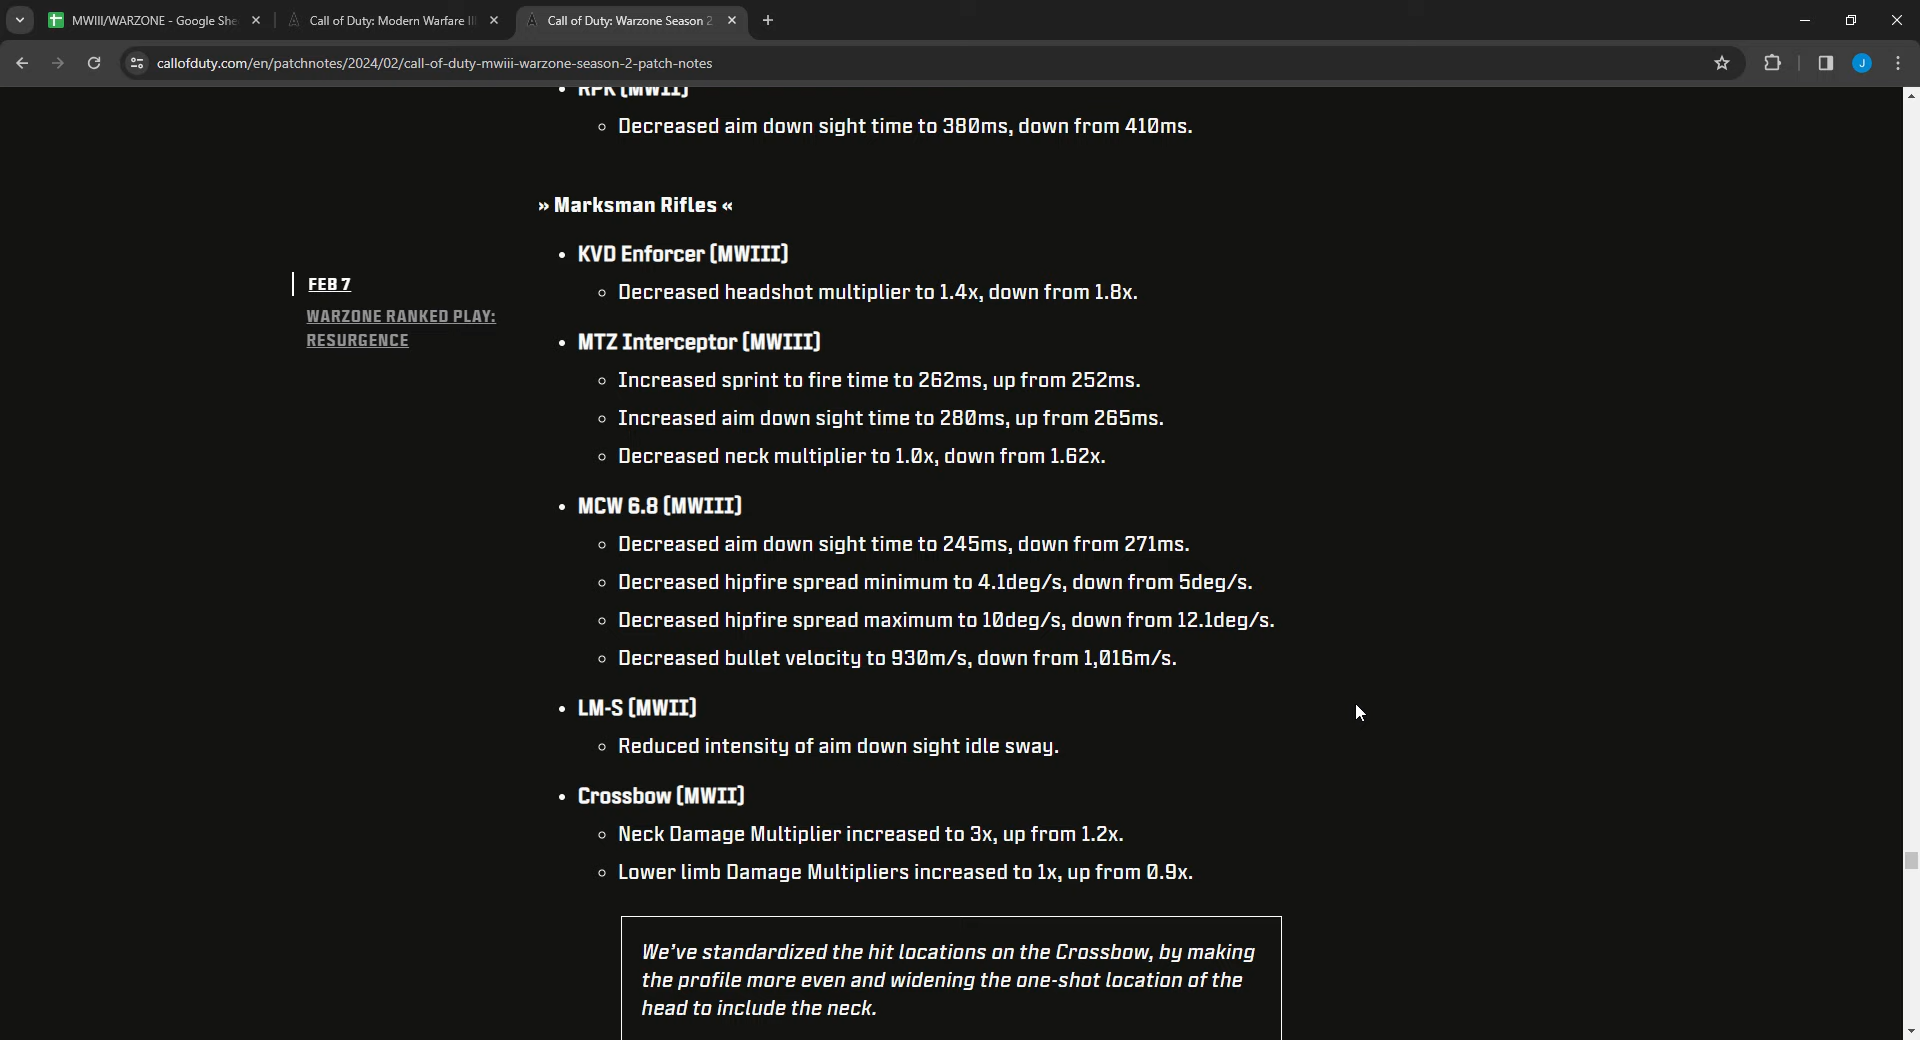 MWIII/WARZONE - Google She
Call of Duty: Modern Warfare III
Call of Duty: Warzone Season 2
callofduty.com/en/patchnotes/2024/02/call-of-duty-mwiii-warzone-season-2-patch-notes
J
RPK (MWII)
Decreased aim down sight time to 380ms, down from 410ms.
» Marksman Rifles «
KVD Enforcer (MWIII)
Decreased headshot multiplier to 1.4x, down from 1.8x.
FEB 7
WARZONE RANKED PLAY:
RESURGENCE
MTZ Interceptor (MWIII)
Increased sprint to fire time to 262ms, up from 252ms.
Increased aim down sight time to 280ms, up from 265ms.
Decreased neck multiplier to 1.0x, down from 1.62x.
MCW 6.8 (MWIII)
Decreased aim down sight time to 245ms, down from 271ms.
Decreased hipfire spread minimum to 4.1deg/s, down from 5deg/s.
Decreased hipfire spread maximum to 10deg/s, down from 12.1deg/s.
Decreased bullet velocity to 930m/s, down from 1,016m/s.
LM-S (MWII)
Reduced intensity of aim down sight idle sway.
Crossbow (MWII)
Neck Damage Multiplier increased to 3x, up from 1.2x.
Lower limb Damage Multipliers increased to 1x, up from 0.9x.
We've standardized the hit locations on the Crossbow, by making
the profile more even and widening the one-shot location of the
head to include the neck.